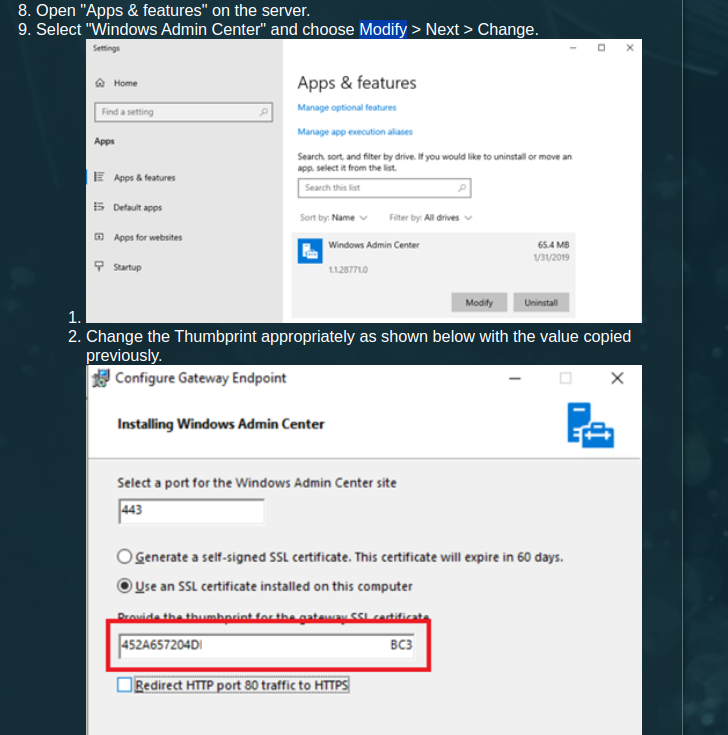 8. Open "Apps & features" on the server.
9. Select "Windows Admin Center" and choose Modify > Next > Change.
Settings
Home
Find a setting
Apps
Apps & features
Default apps
Apps for websites
Startup
Apps & features
Manage optional features
Manage app execution aliases
Search, sort, and filter by drive. If you would like to uninstall or move an
app, select it from the list.
Search this list
Sort by: Name Filter by: All drives
Windows Admin Center 65.4 MB
1/31/2019
1.1.28771.0
Modify Uninstall
1.
2. Change the Thumbprint appropriately as shown below with the value copied
previously.
Configure Gateway Endpoint
Installing Windows Admin Center
Select a port for the Windows Admin Center site
443
Generate a self-signed SSL certificate. This certificate will expire in 60 days.
Use an SSL certificate installed on this computer
Provide the thumbprint for the gateway SSL certificate
452A657204D BC3
Redirect HTTP port 80 traffic to HTTPS